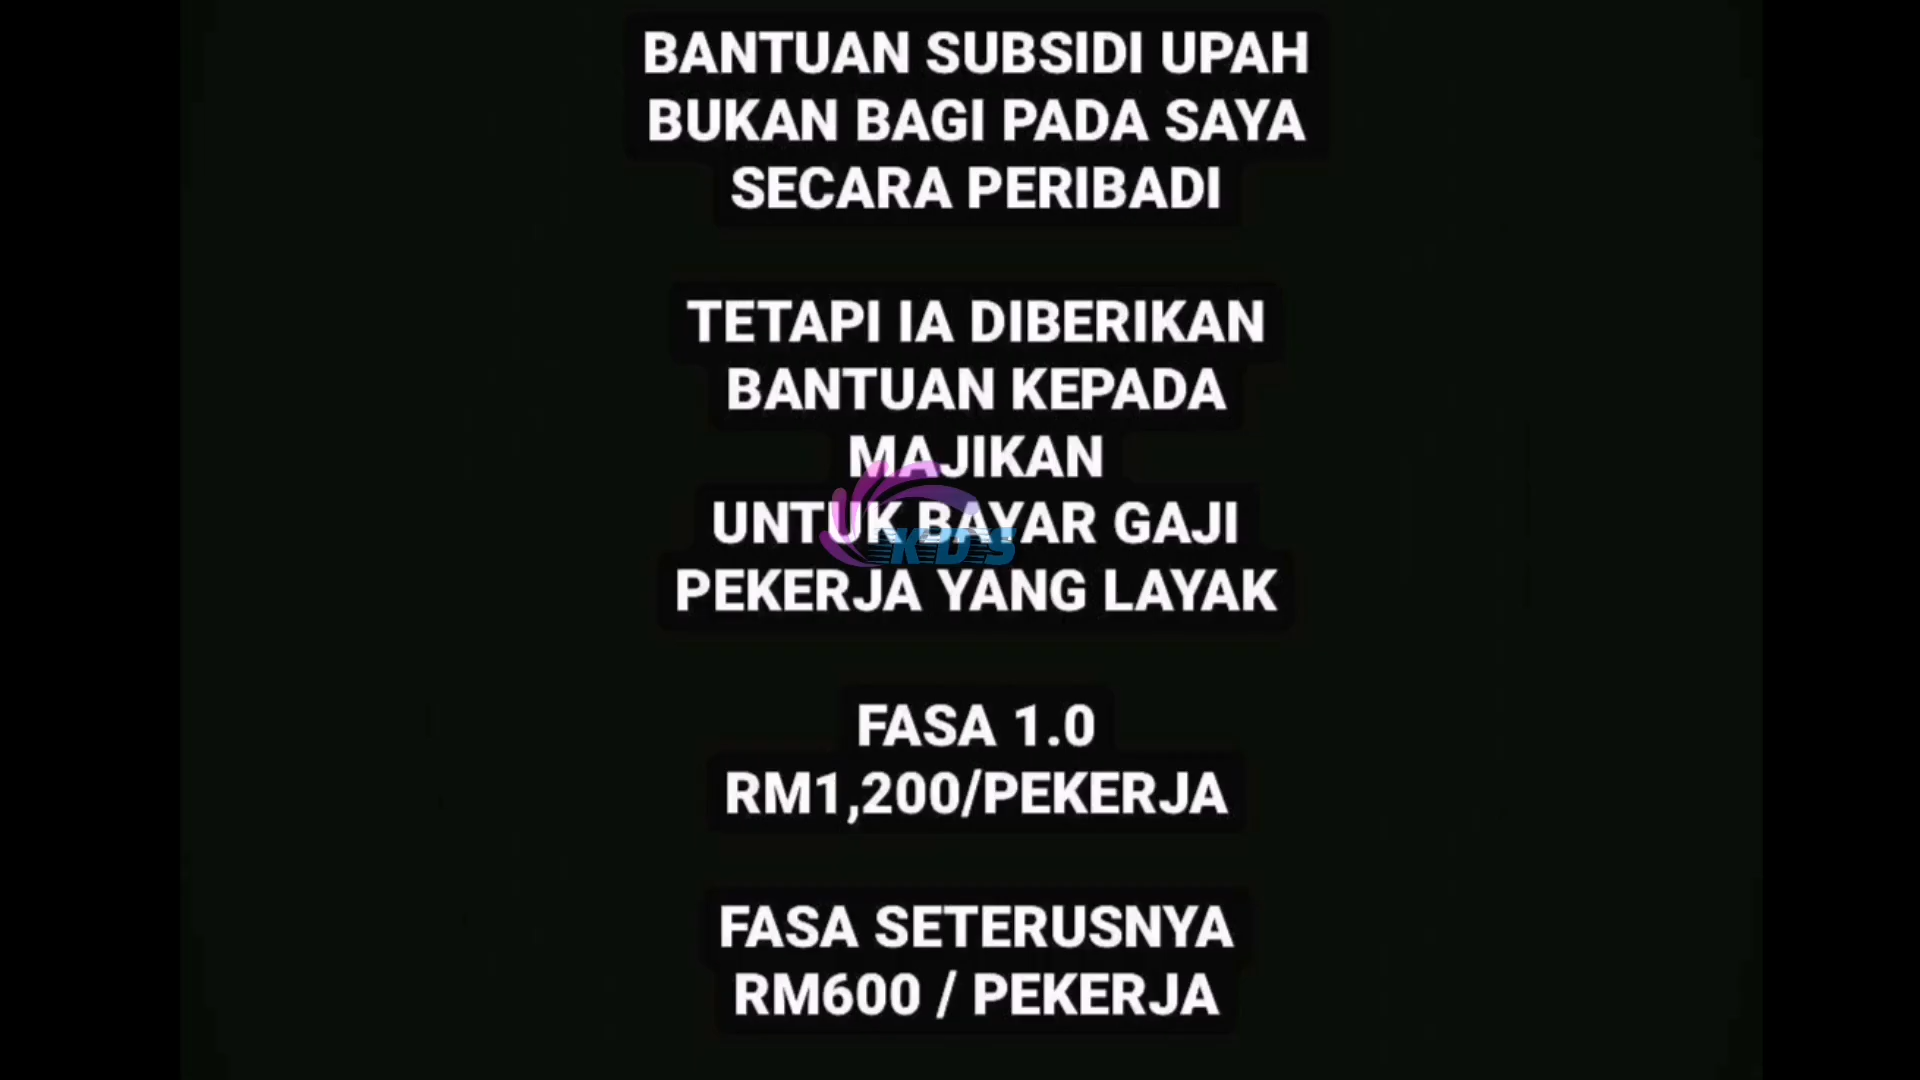 BANTUAN SUBSIDI UPAH
BUKAN BAGI PADA SAYA
SECARA PERIBADI
TETAPI IA DIBERIKAN
BANTUAN KEPADA
MAJIKAN
UNTUK BAYAR GAJI
KDS
PEKERJA YANG LAYAK
FASA 1.0
RM1,200/PEKERJA
FASA SETERUSNYA
RM600 / PEKERJA